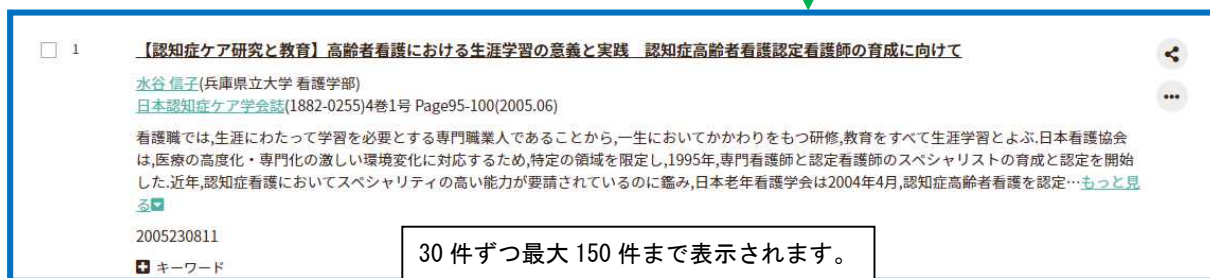 1
【認知症ケア研究と教育】高齢者看護における生涯学習の意義と実践　認知症高齢者看護認定看護師の育成に向けて
水谷 信子(兵庫県立大学 看護学部)
日本認知症ケア学会誌(1882-0255)4巻1号 Page95-100(2005.06)
看護職では,生涯にわたって学習を必要とする専門職業人であることから,一生においてかかわりをもつ研修,教育をすべて生涯学習とよぶ.日本看護協会
は,医療の高度化・専門化の激しい環境変化に対応するため,特定の領域を限定し,1995年,専門看護師と認定看護師のスペシャリストの育成と認定を開始
した.近年,認知症看護においてスペシャリティの高い能力が要請されているのに鑑み,日本老年看護学会は2004年4月,認知症高齢者看護を認定…もっと見
る
2005230811
30 件ずつ最大 150 件まで表示されます。
キーワード